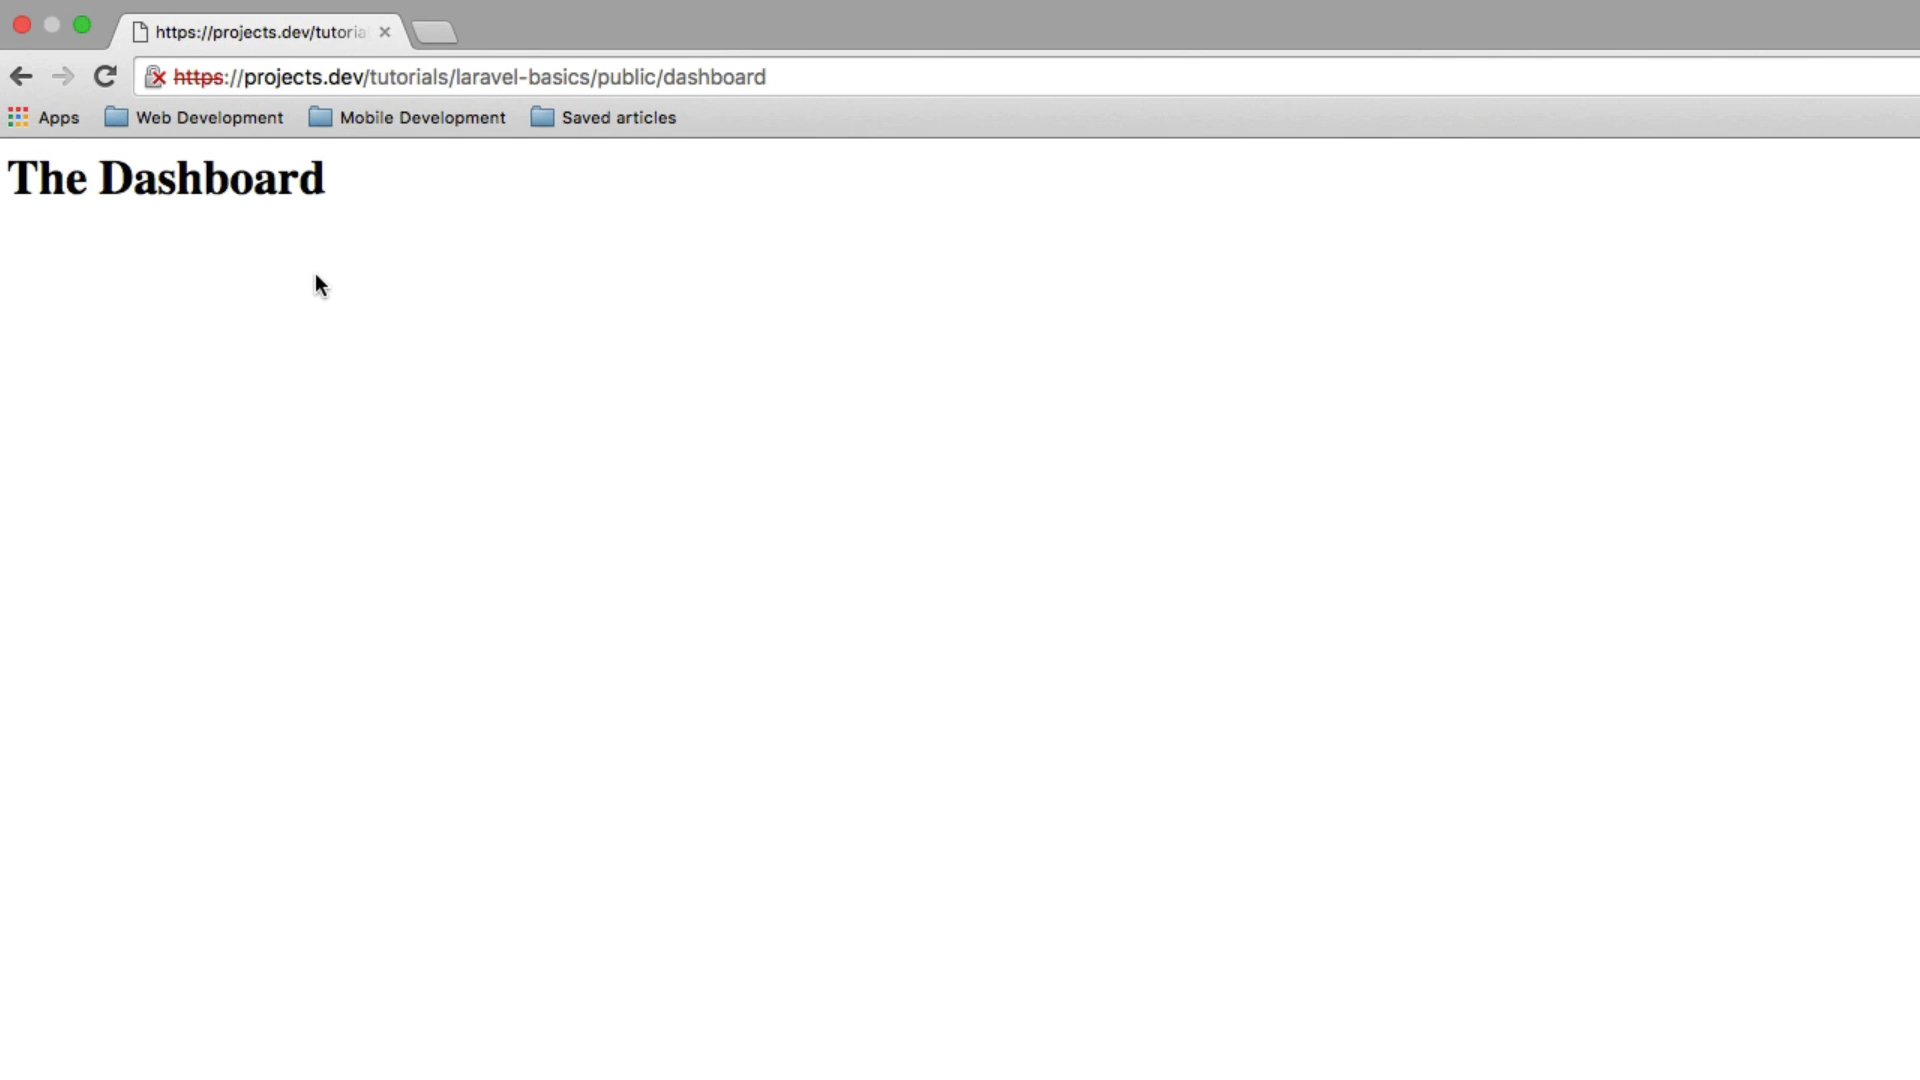 https://projects.dev/tutoria
https://projects.dev/tutorials/laravel-basics/public/dashboard
Apps Web Development Mobile Development Saved articles
The Dashboard